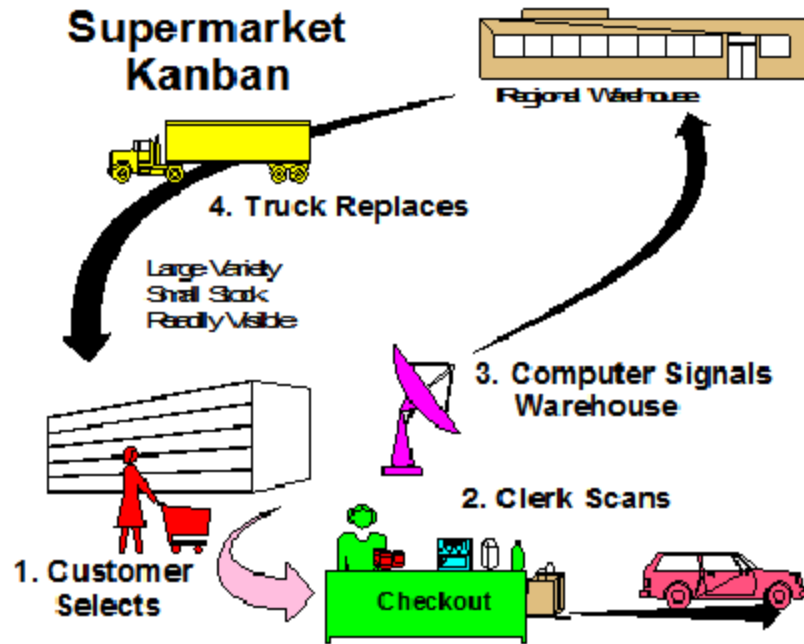 Supermarket
Kanban
Regional Warehouse
4. Truck Replaces
Large Variety
Small Stock
Readily Visible
3. Computer Signals
Warehouse
2. Clerk Scans
1. Customer
Selects
Checkout